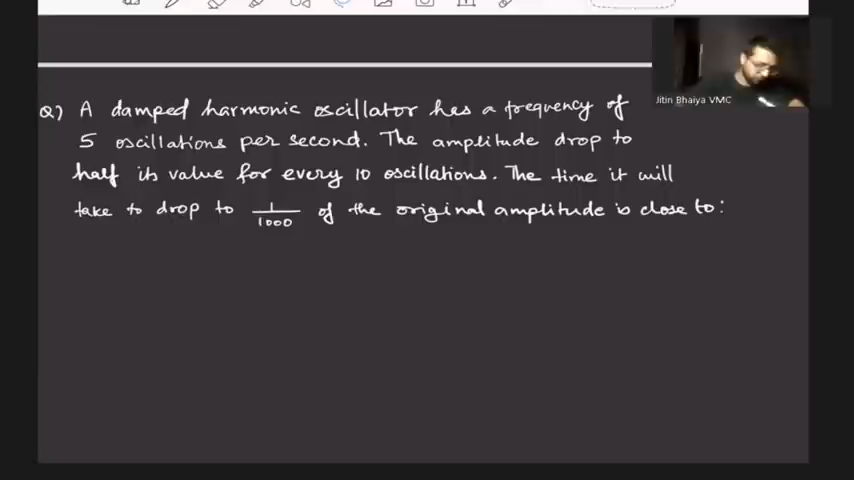 Q) A damped harmonic oscillator has a frequency of
5 oscillations per second. The amplitude drop to
half its value for every 10 oscillations. The time it will
take to drop to 1/1000 of the original amplitude is close to:
Jitin Bhaiya VMC